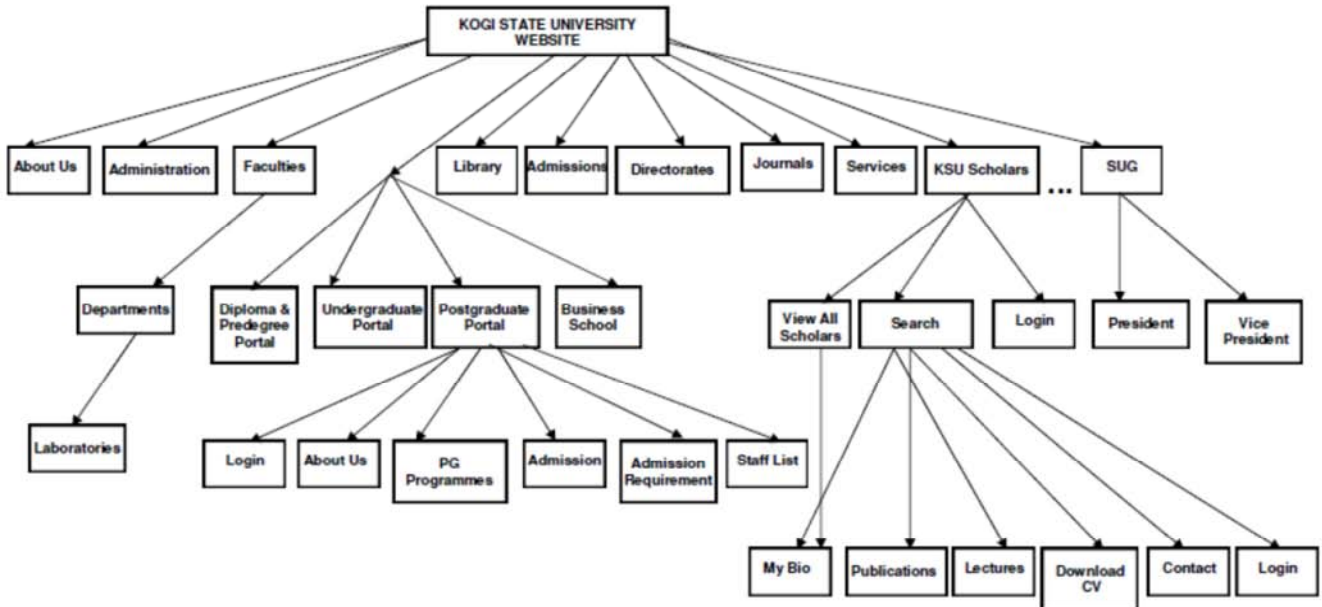 KOGI STATE UNIVERSITY
WEBSITE
About Us
Administration
Faculties
Library
Admissions
Directorates
Journals
Services
KSU Scholars
...
SUG
Departments
Diploma &
Predegree
Portal
Undergraduate
Portal
Postgraduate
Portal
Business
School
View All
Scholars
Search
Login
President
Vice
President
Laboratories
Login
About Us
PG
Programmes
Admission
Admission
Requirement
Staff List
My Bio
Publications
Lectures
Download
CV
Contact
Login